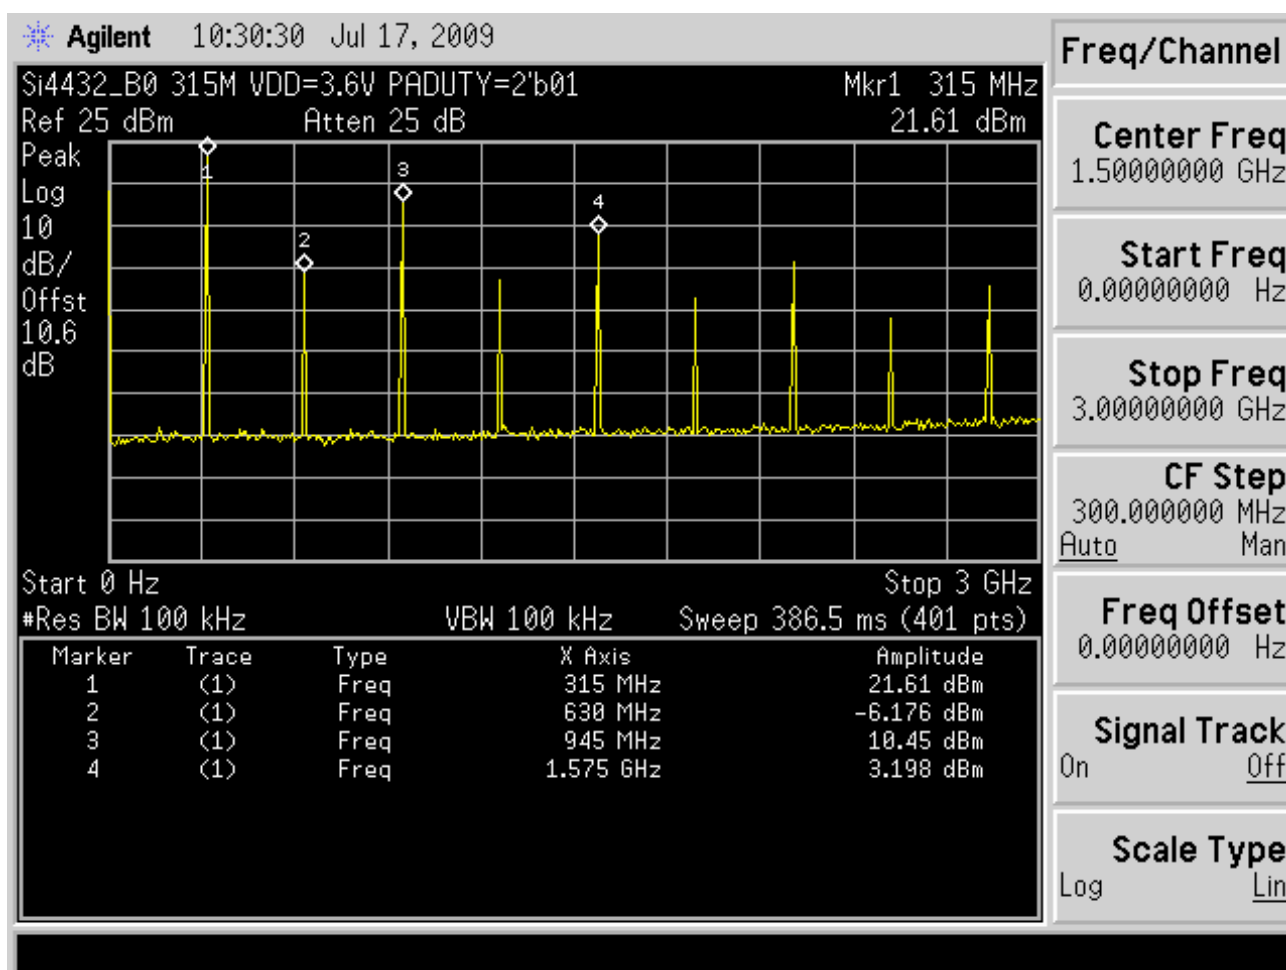 Agilent 10:30:30 Jul 17, 2009
Si4432_B0 315M VDD=3.6V PADUTY=2'b01 Mkr1 315 MHz
Ref 25 dBm Atten 25 dB 21.61 dBm
Peak
Log
10
dB/
Offst
10.6
dB
1
2
3
4
Start 0 Hz Stop 3 GHz
#Res BW 100 kHz VBW 100 kHz Sweep 386.5 ms (401 pts)
Marker Trace Type X Axis Amplitude
1 (1) Freq 315 MHz 21.61 dBm
2 (1) Freq 630 MHz -6.176 dBm
3 (1) Freq 945 MHz 10.45 dBm
4 (1) Freq 1.575 GHz 3.198 dBm
Freq/Channel
Center Freq
1.50000000 GHz
Start Freq
0.00000000 Hz
Stop Freq
3.00000000 GHz
CF Step
300.000000 MHz
Auto Man
Freq Offset
0.00000000 Hz
Signal Track
On Off
Scale Type
Log Lin